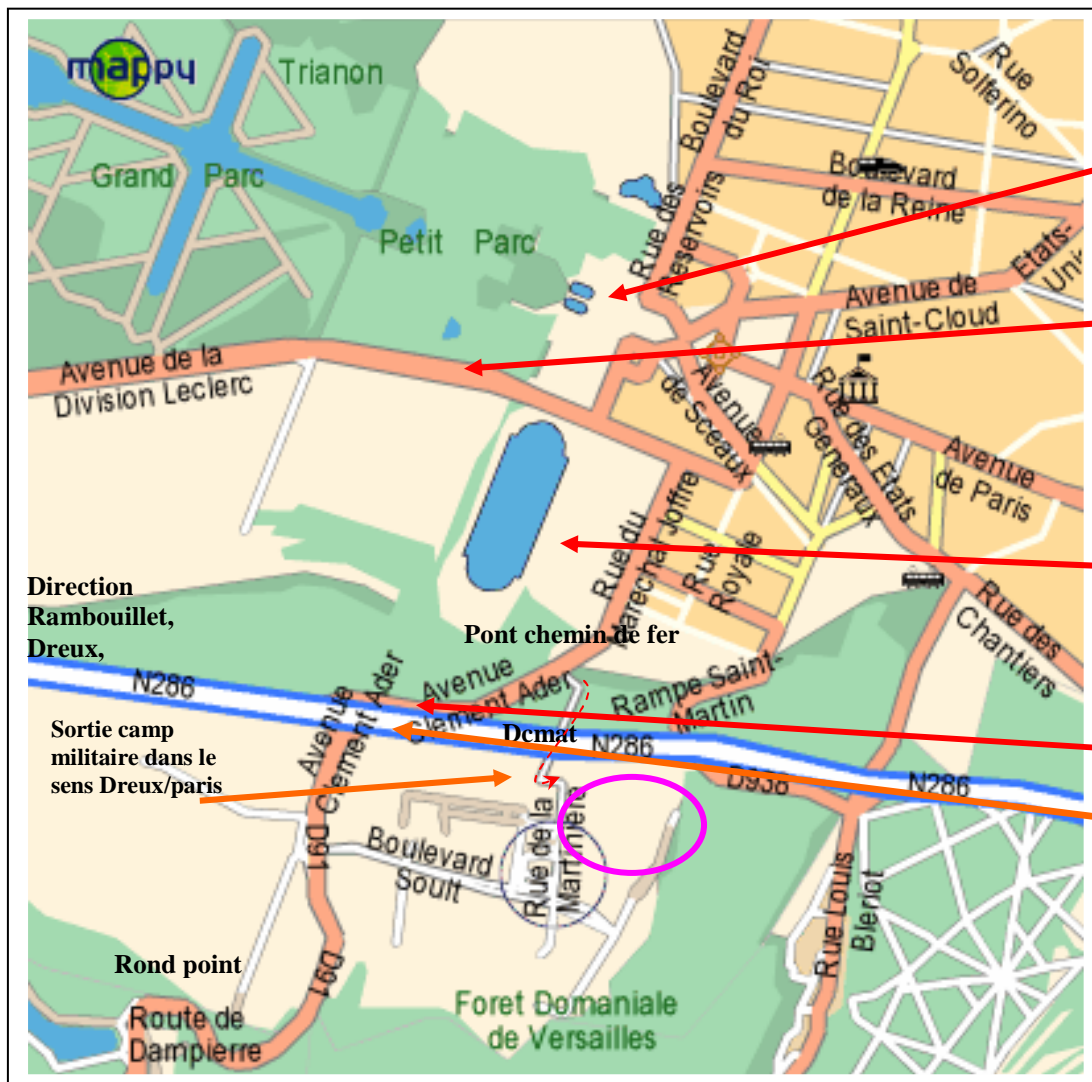 mappy
Trianon
Grand Parc
Petit Parc
Boulevard
du Roi
Rue
Solferino
Boulevard
de la Reine
Rue des
Reservoirs
Etats-
Unis
Avenue de
Saint-Cloud
Avenue de la
Division Leclerc
Avenue
de Sceaux
Rue des Etats
Generaux
Avenue
de Paris
Rue du
Marechal Joffre
Rue
Royale
Rue des
Chantiers
Direction
Rambouillet,
Dreux,
Pont chemin de fer
N286
Avenue
Clement Ader
Avenue
Clement Ader
Rampe Saint-
Martin
Sortie camp
militaire dans le
sens Dreux/paris
Dcmat
N286
D938
N286
D91
Boulevard
Soult
Rue de la
Martiniere
Rue Louis
Bleriot
Rond point
D91
Route de
Dampierre
Foret Domaniale
de Versailles